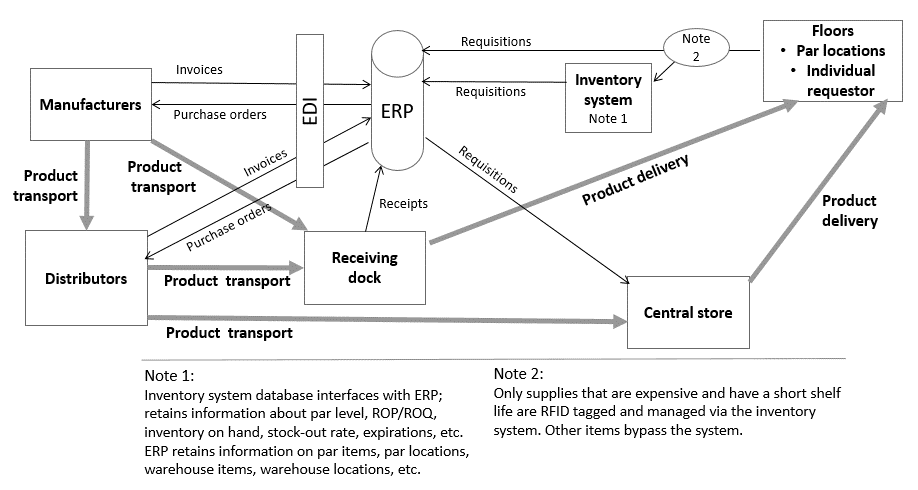 Requisitions
Note
2
Floors
• Par locations
• Individual
requestor
Invoices
Manufacturers
Purchase orders
EDI
ERP
Requisitions
Inventory
system
Note 1
Product
transport
Product
transport
Invoices
Purchase orders
Requisitions
Receipts
Product delivery
Product
delivery
Distributors
Product transport
Receiving
dock
Product transport
Central store
Note 1:
Inventory system database interfaces with ERP;
retains information about par level, ROP/ROQ,
inventory on hand, stock-out rate, expirations, etc.
ERP retains information on par items, par locations,
warehouse items, warehouse locations, etc.
Note 2:
Only supplies that are expensive and have a short shelf
life are RFID tagged and managed via the inventory
system. Other items bypass the system.